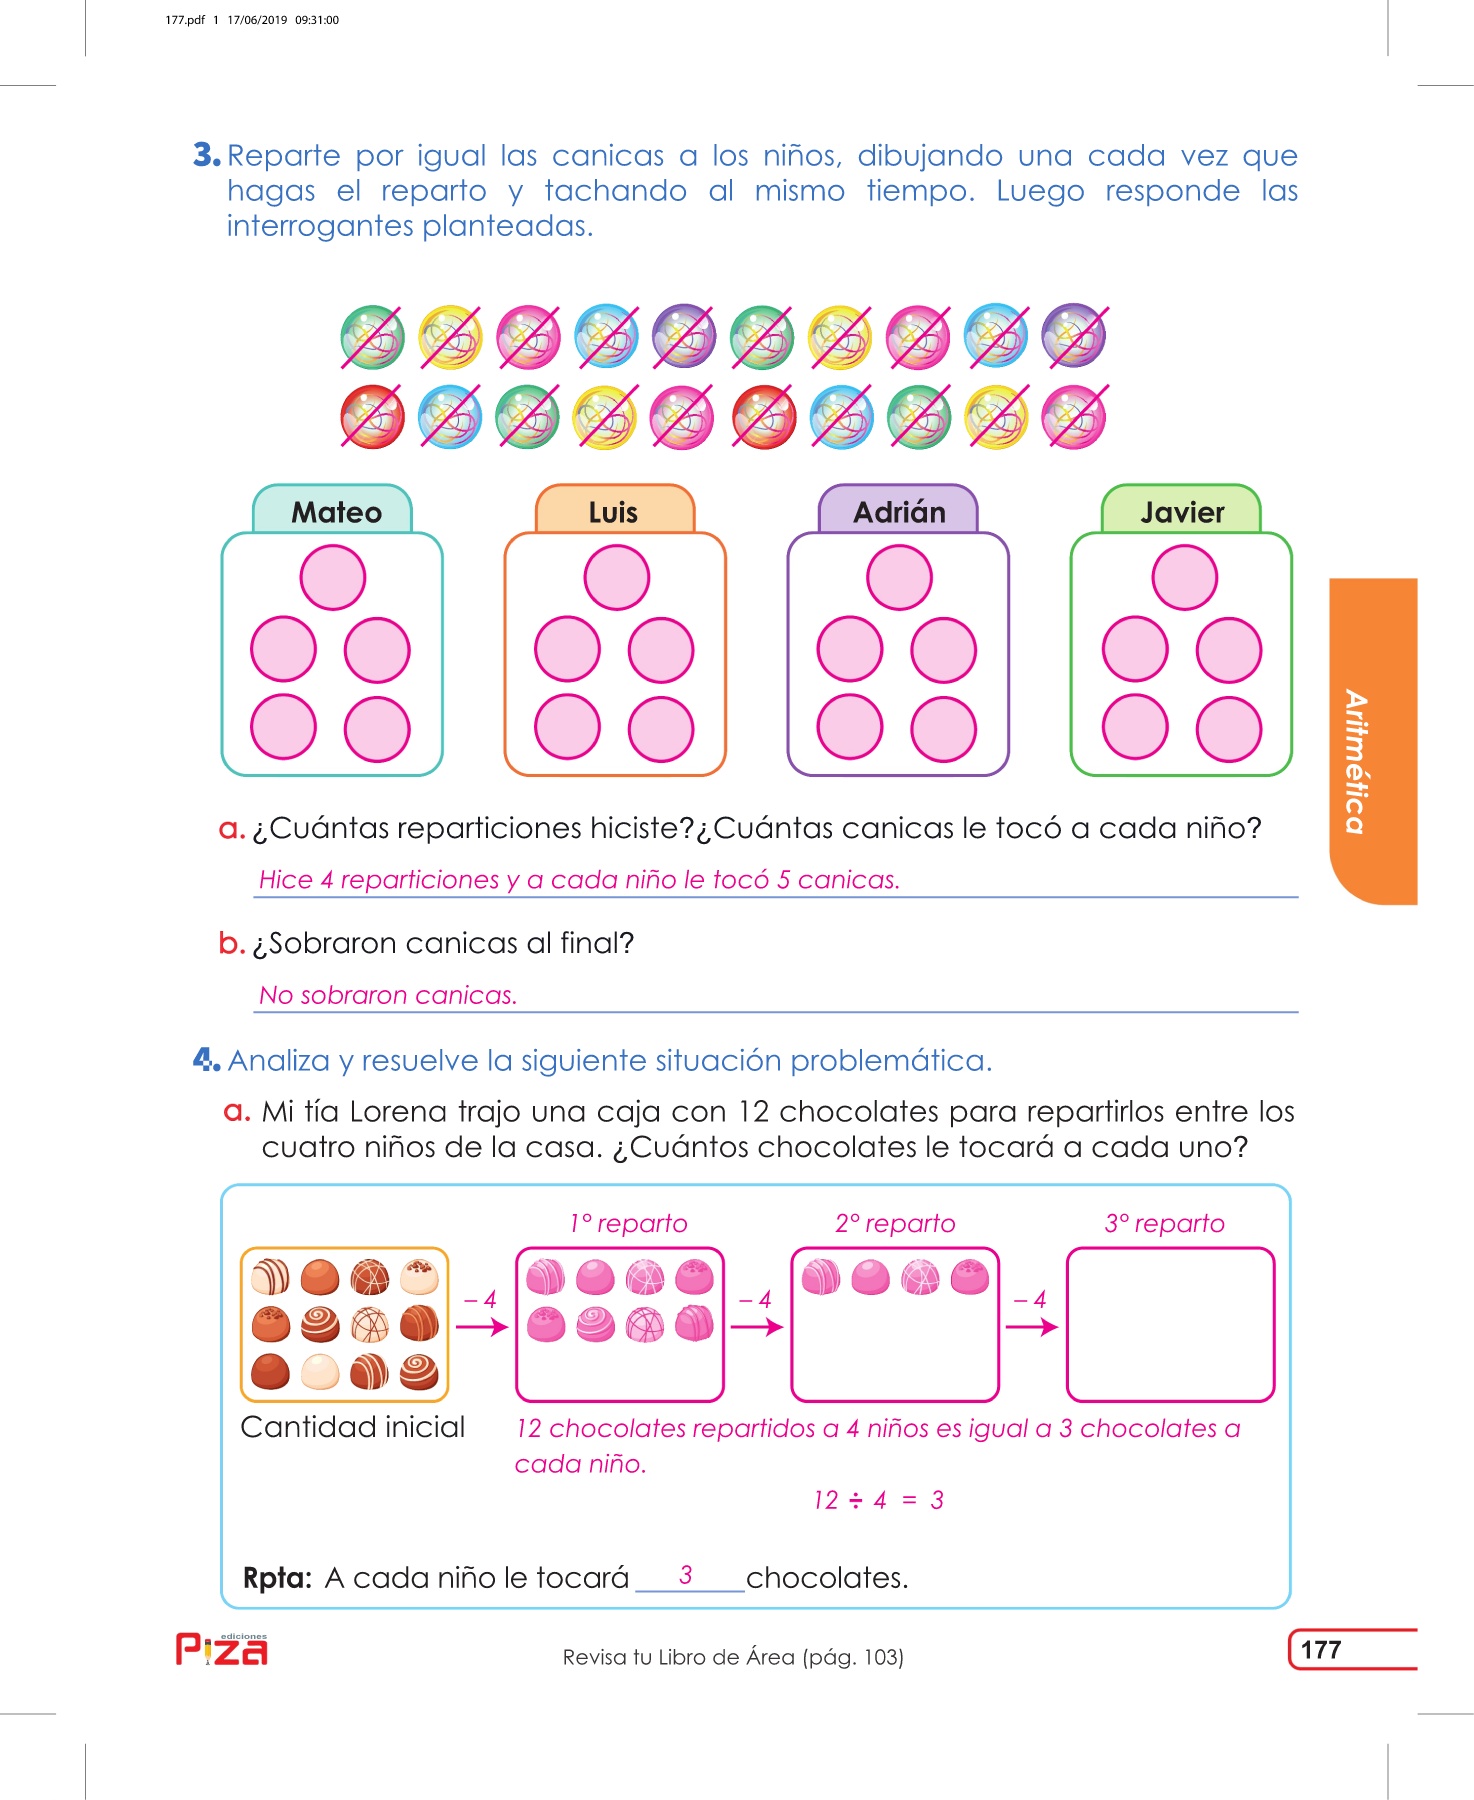 177.pdf 1 17/06/2019 09:31:00
3. Reparte por igual las canicas a los niños, dibujando una cada vez que
hagas el reparto y tachando al mismo tiempo. Luego responde las
interrogantes planteadas.
Mateo Luis Adrián Javier
a. ¿Cuántas reparticiones hiciste?¿Cuántas canicas le tocó a cada niño?
Hice 4 reparticiones y a cada niño le tocó 5 canicas.
b. ¿Sobraron canicas al final?
No sobraron canicas.
Aritmética
4. Analiza y resuelve la siguiente situación problemática.
a. Mi tía Lorena trajo una caja con 12 chocolates para repartirlos entre los
cuatro niños de la casa. ¿Cuántos chocolates le tocará a cada uno?
1° reparto 2° reparto 3° reparto
– 4 – 4 – 4
Cantidad inicial
12 chocolates repartidos a 4 niños es igual a 3 chocolates a
cada niño.
12 ÷ 4 = 3
Rpta: A cada niño le tocará 3 chocolates.
ediciones
Piza
Revisa tu Libro de Área (pág. 103)
177